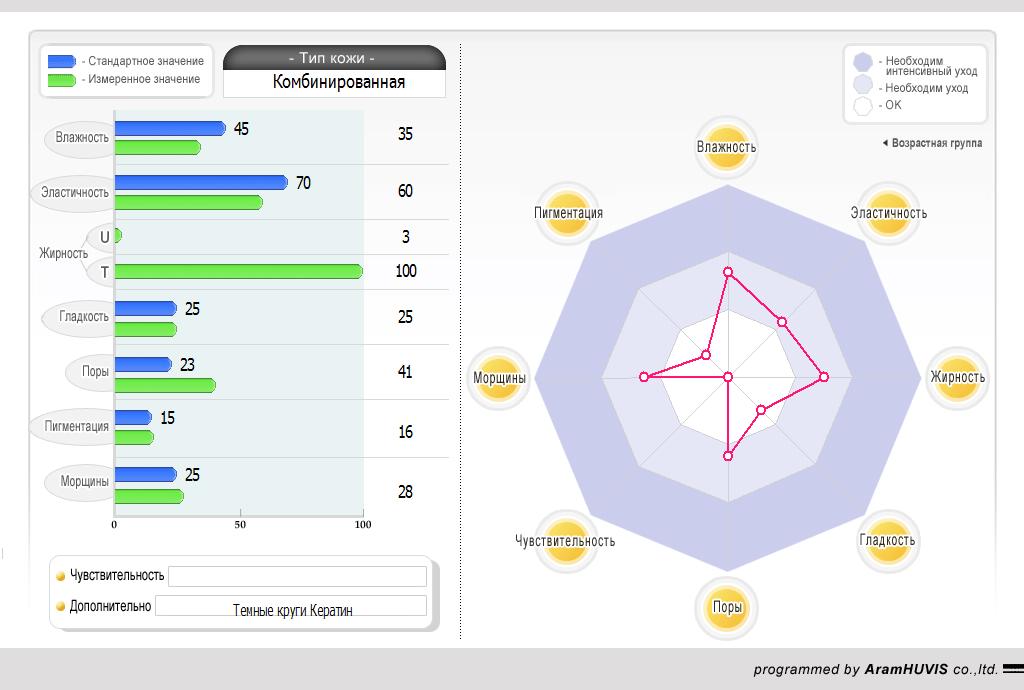 - Стандартное значение
- Измеренное значение
- Тип кожи -
Комбинированная
Влажность 45 35
Эластичность 70 60
Жирность U 3
T 100
Гладкость 25 25
Поры 23 41
Пигментация 15 16
Морщины 25 28
0 50 100
Чувствительность
Дополнительно Темные круги Кератин
- Необходим
интенсивный уход
- Необходим уход
- OK
Возрастная группа
Влажность
Пигментация Эластичность
Морщины Жирность
Чувствительность Гладкость
Поры
programmed by AramHUVIS co.,ltd.